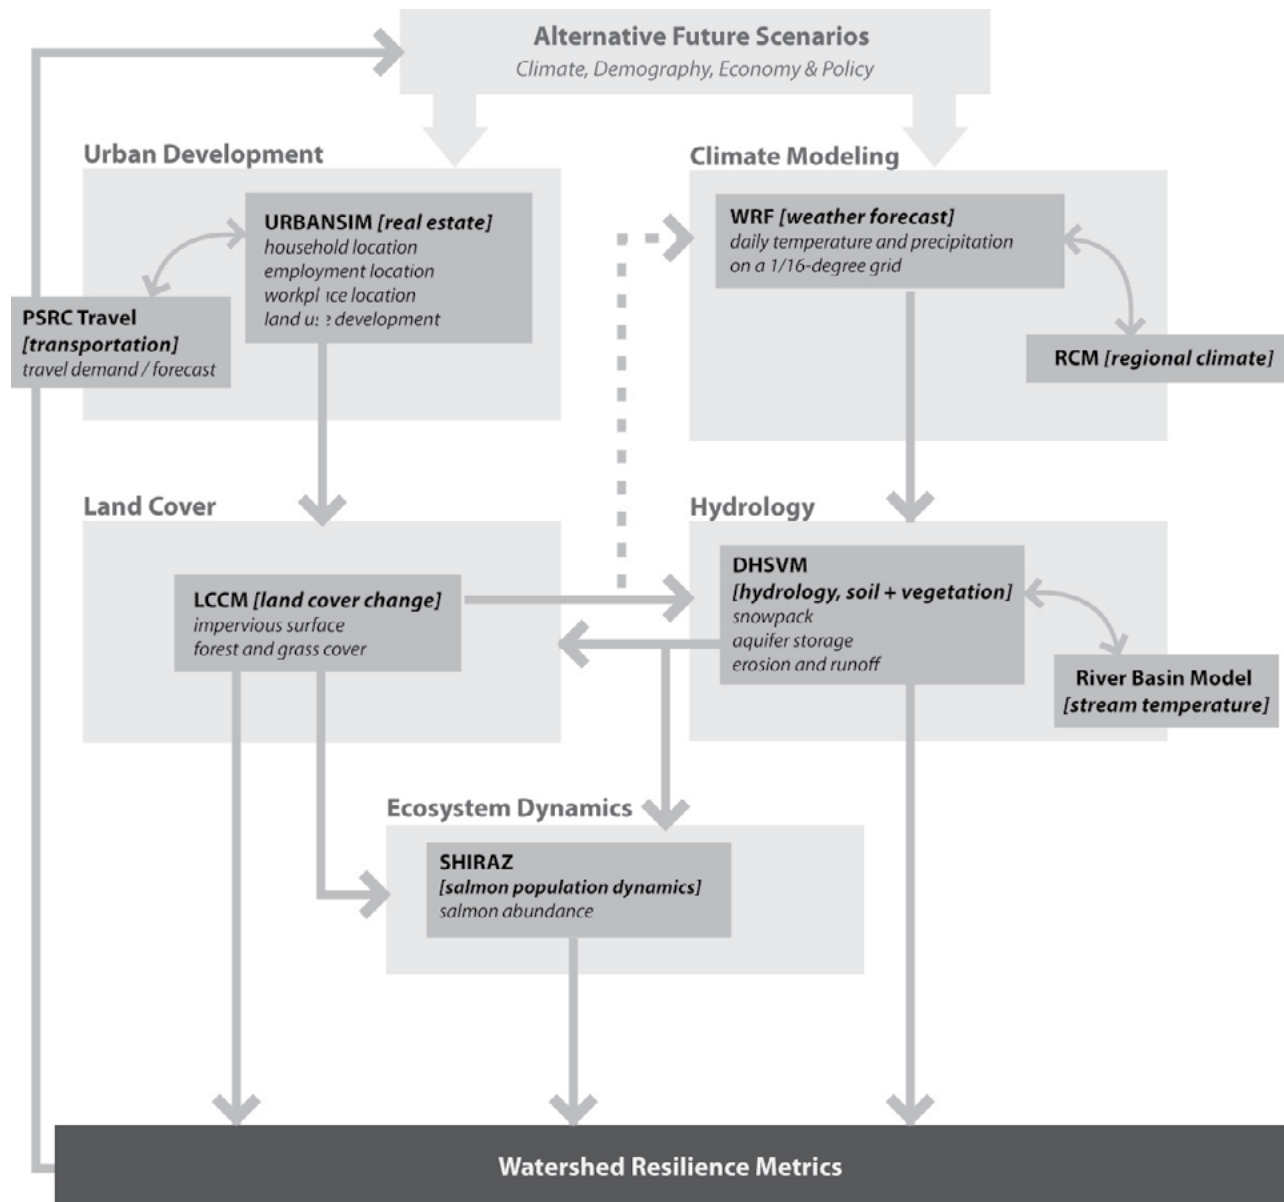 Alternative Future Scenarios
Climate, Demography, Economy & Policy
Urban Development
URBANSIM [real estate]
household location
employment location
workplace location
land use development
PSRC Travel
[transportation]
travel demand / forecast
Climate Modeling
WRF [weather forecast]
daily temperature and precipitation
on a 1/16-degree grid
RCM [regional climate]
Land Cover
LCCM [land cover change]
impervious surface
forest and grass cover
Hydrology
DHSVM
[hydrology, soil + vegetation]
snowpack
aquifer storage
erosion and runoff
River Basin Model
[stream temperature]
Ecosystem Dynamics
SHIRAZ
[salmon population dynamics]
salmon abundance
Watershed Resilience Metrics